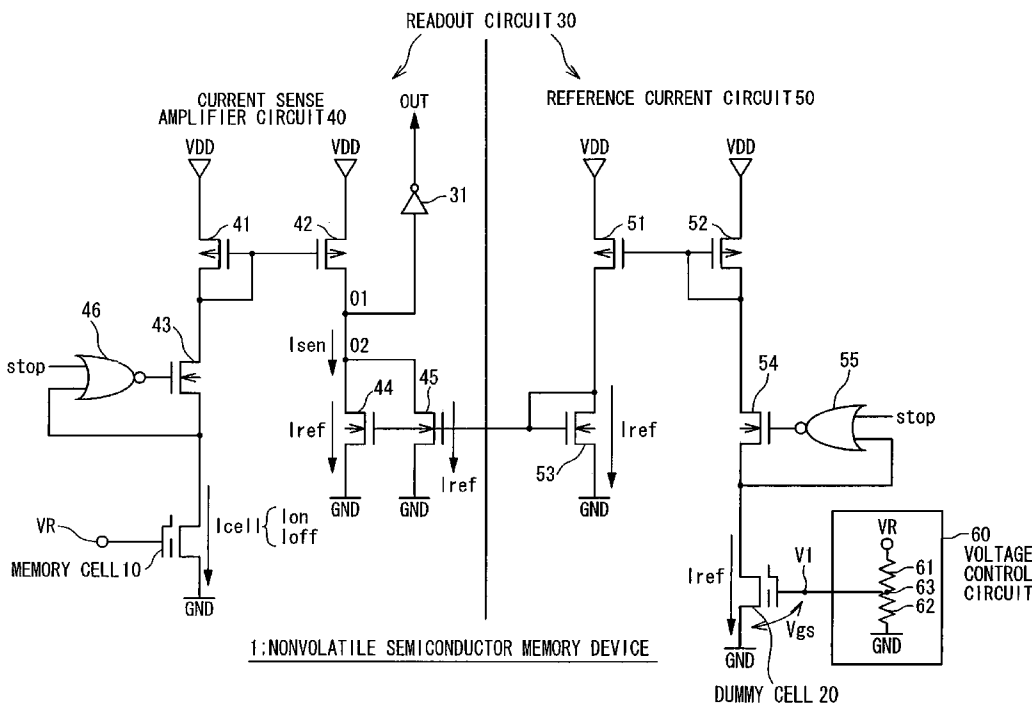 READOUT CIRCUIT 30
CURRENT SENSE
AMPLIFIER CIRCUIT 40
OUT
REFERENCE CURRENT CIRCUIT 50
VDD
VDD
VDD
VDD
31
41
42
51
52
46
43
01
stop
Isen
02
44
45
54
55
stop
Iref
Iref
53
Iref
GND
GND
GND
VR
Icell { Ion
Ioff
MEMORY CELL 10
GND
Iref
V1
Vgs
VR
61
63
62
GND
60
VOLTAGE
CONTROL
CIRCUIT
GND
1:NONVOLATILE SEMICONDUCTOR MEMORY DEVICE
DUMMY CELL 20